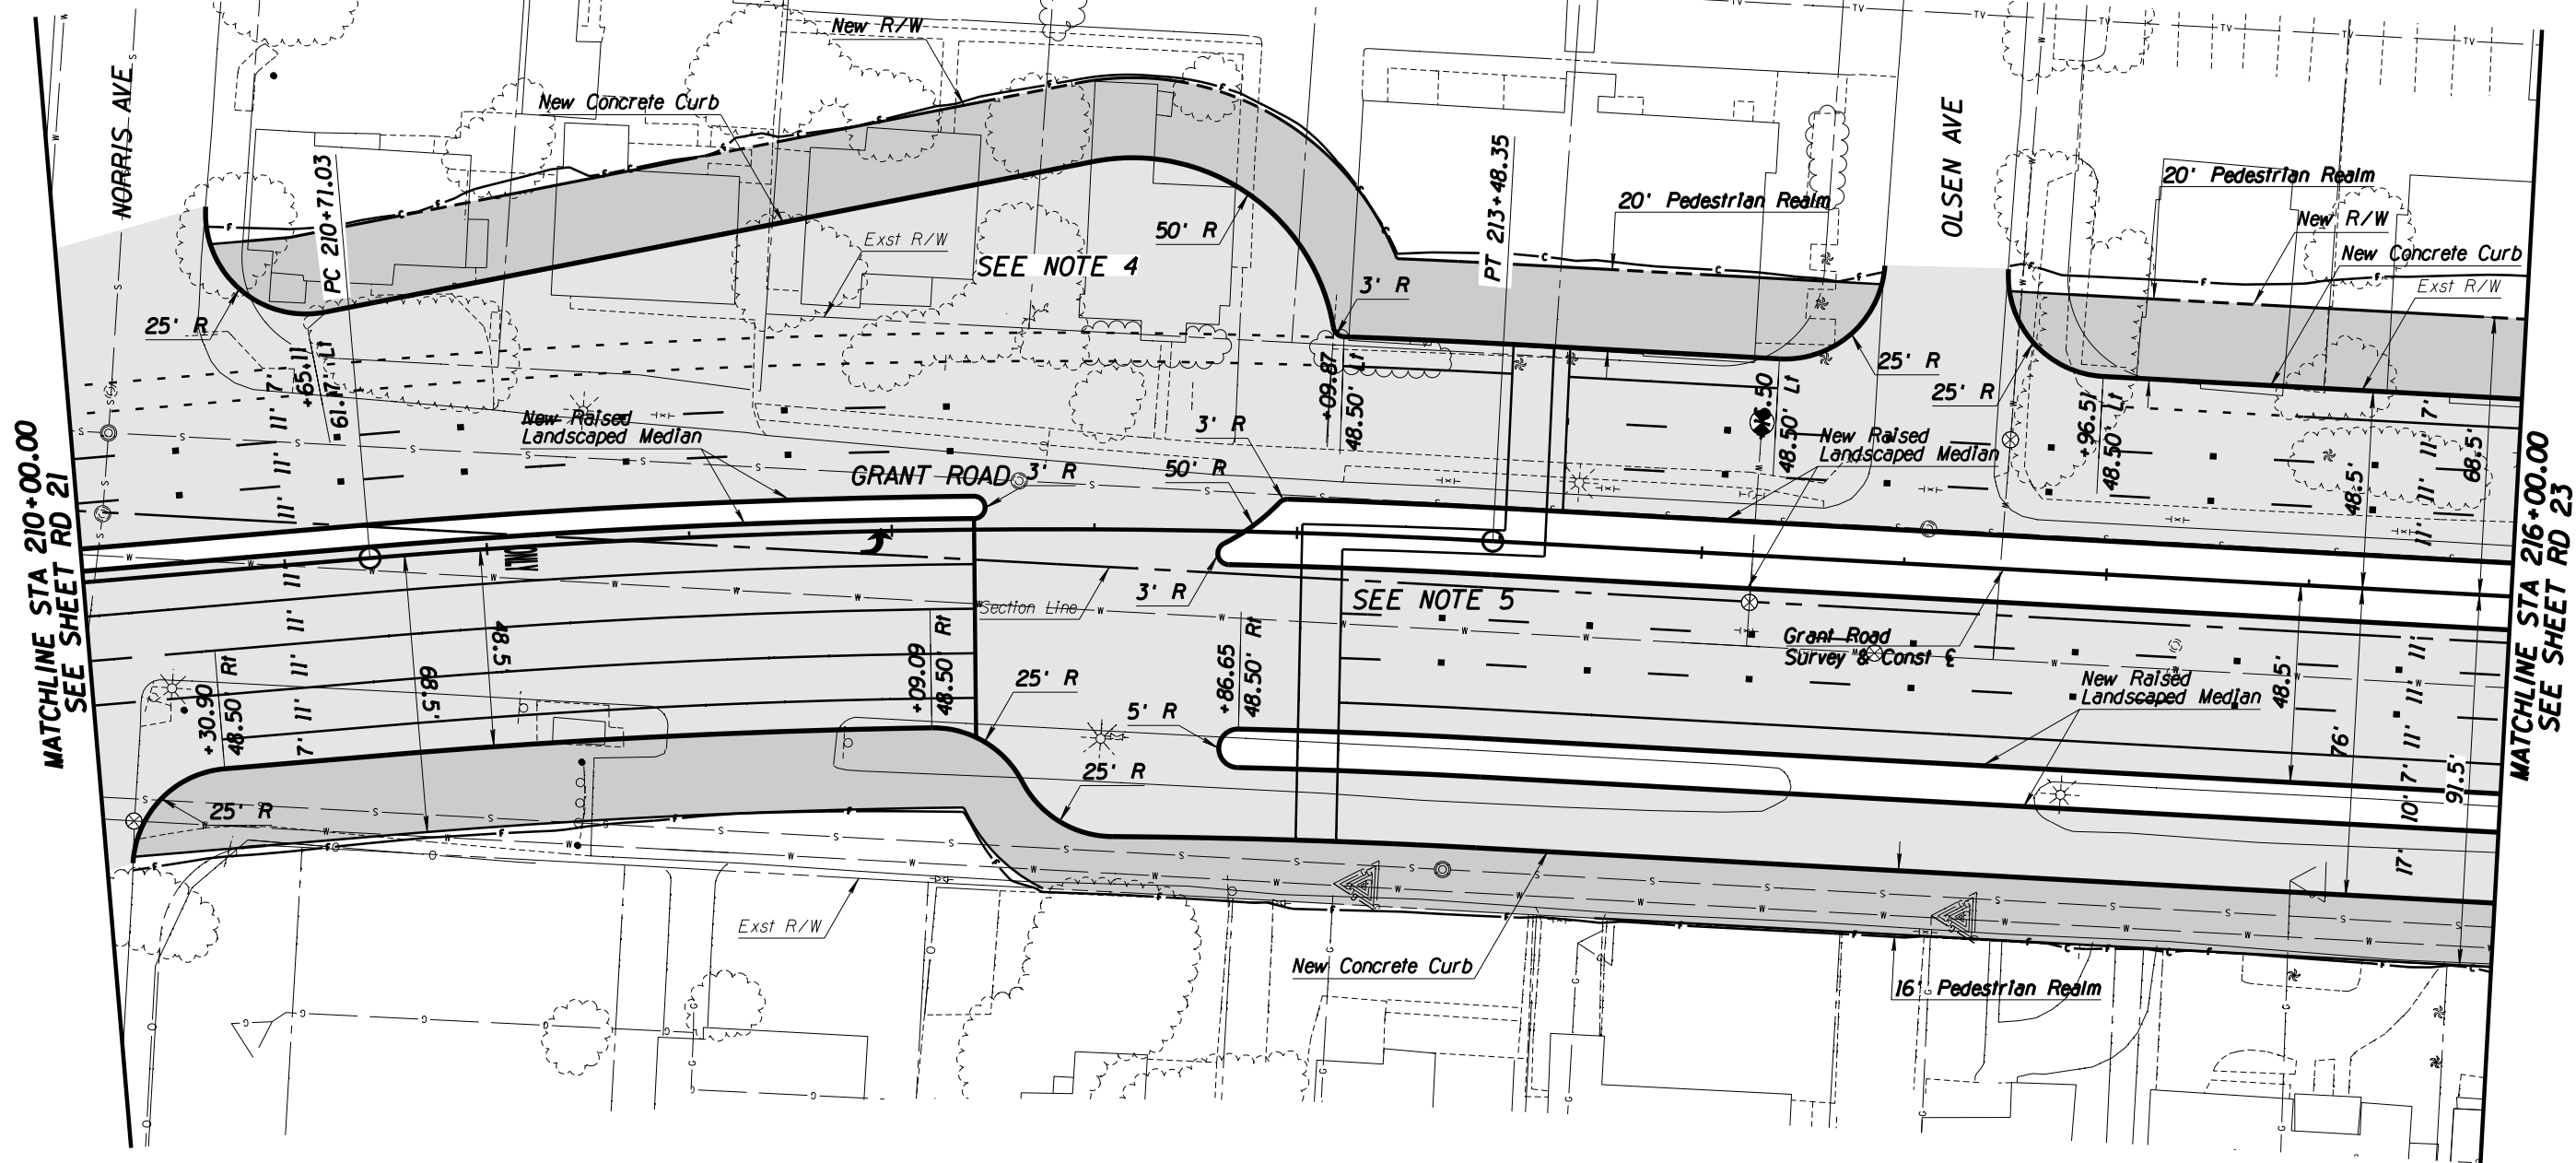 New R/W
New Concrete Curb
NORRIS AVE
PC 210+71.03
Exst R/W
SEE NOTE 4
50' R
25' R
3' R
PT 213+48.35
20' Pedestrian Realm
OLSEN AVE
20' Pedestrian Realm
New R/W
New Concrete Curb
Exst R/W
+65.11
61.17' Lt
7'
11'
11'
11'
New Raised
Landscaped Median
GRANT ROAD
3' R
3' R
50' R
+09.87
48.50' Lt
25' R
25' R
48.50' Lt
New Raised
Landscaped Median
+96.51
48.50' Lt
48.5'
7'
11'
11'
11'
68.5'
MATCHLINE STA 210+00.00
SEE SHEET RD 21
MATCHLINE STA 216+00.00
SEE SHEET RD 23
ONLY
Section Line
3' R
SEE NOTE 5
Grant Road
Survey & Const ℄
11'
11'
11'
11'
7'
48.5'
68.5'
+30.90
48.50' Rt
+09.09
48.50' Rt
25' R
5' R
+86.65
48.50' Rt
25' R
25' R
New Raised
Landscaped Median
48.5'
76'
11'
11'
11'
7'
10'
17'
91.5'
Exst R/W
New Concrete Curb
16' Pedestrian Realm